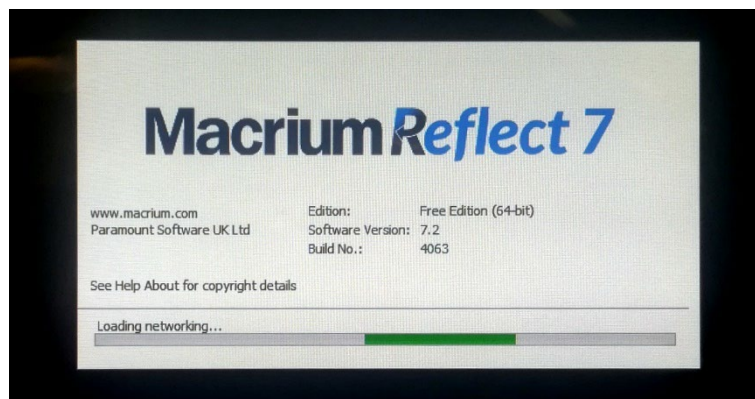 Macrium Reflect 7
www.macrium.com
Paramount Software UK Ltd
Edition: Free Edition (64-bit)
Software Version: 7.2
Build No.: 4063
See Help About for copyright details
Loading networking...